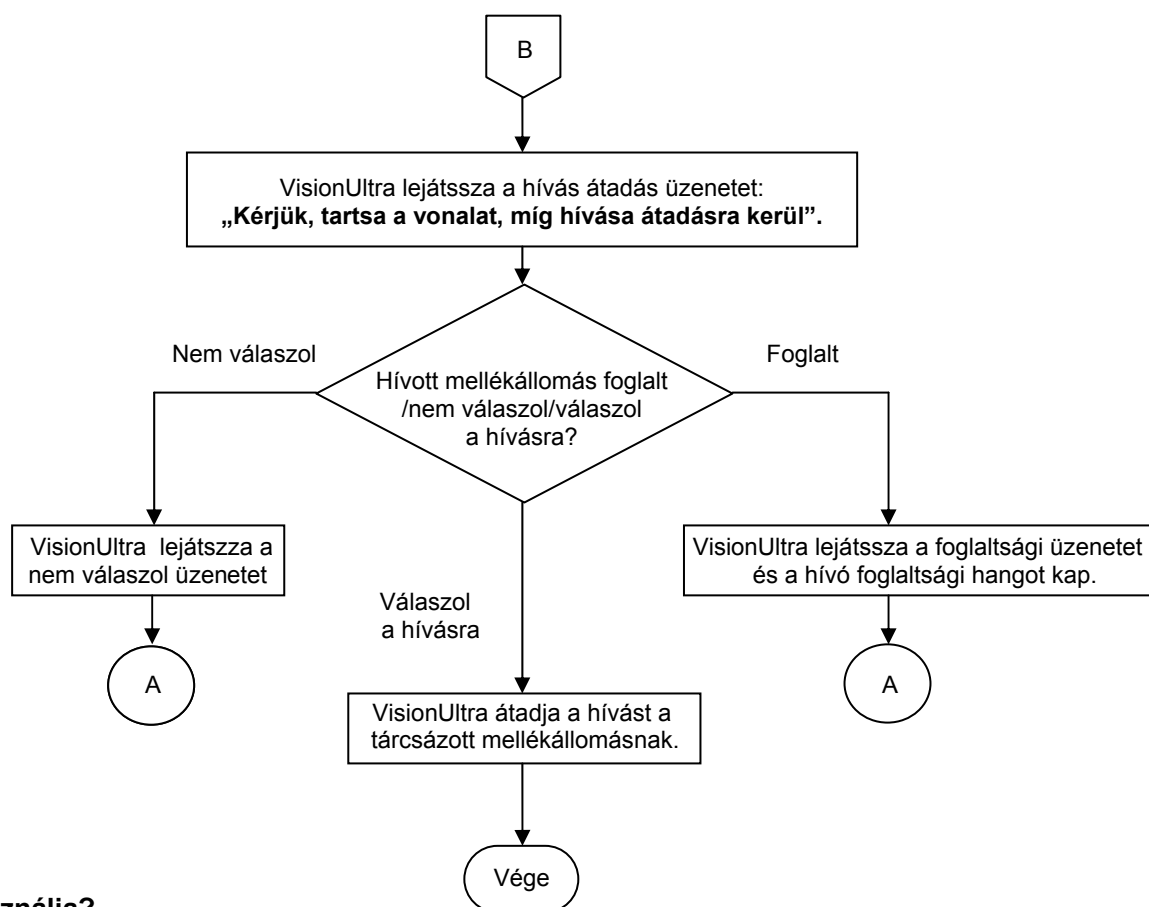 B
VisionUltra lejátssza a hívás átadás üzenetet:
„Kérjük, tartsa a vonalat, míg hívása átadásra kerül”.
Nem válaszol
Foglalt
Hívott mellékállomás foglalt
/nem válaszol/válaszol
a hívásra?
VisionUltra lejátszza a
nem válaszol üzenetet
VisionUltra lejátssza a foglaltsági üzenetet
és a hívó foglaltsági hangot kap.
Válaszol
a hívásra
A
A
VisionUltra átadja a hívást a
tárcsázott mellékállomásnak.
Vége